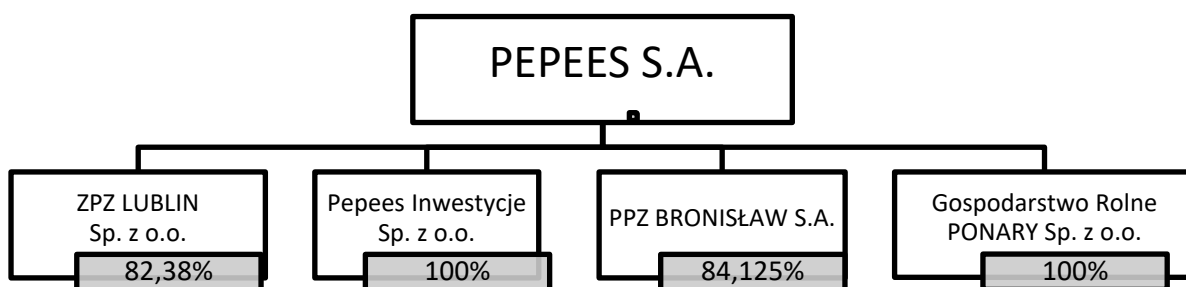 PEPEES S.A.
ZPZ LUBLIN
Sp. z o.o.
82,38%
Pepees Inwestycje
Sp. z o.o.
100%
PPZ BRONISŁAW S.A.
84,125%
Gospodarstwo Rolne
PONARY Sp. z o.o.
100%